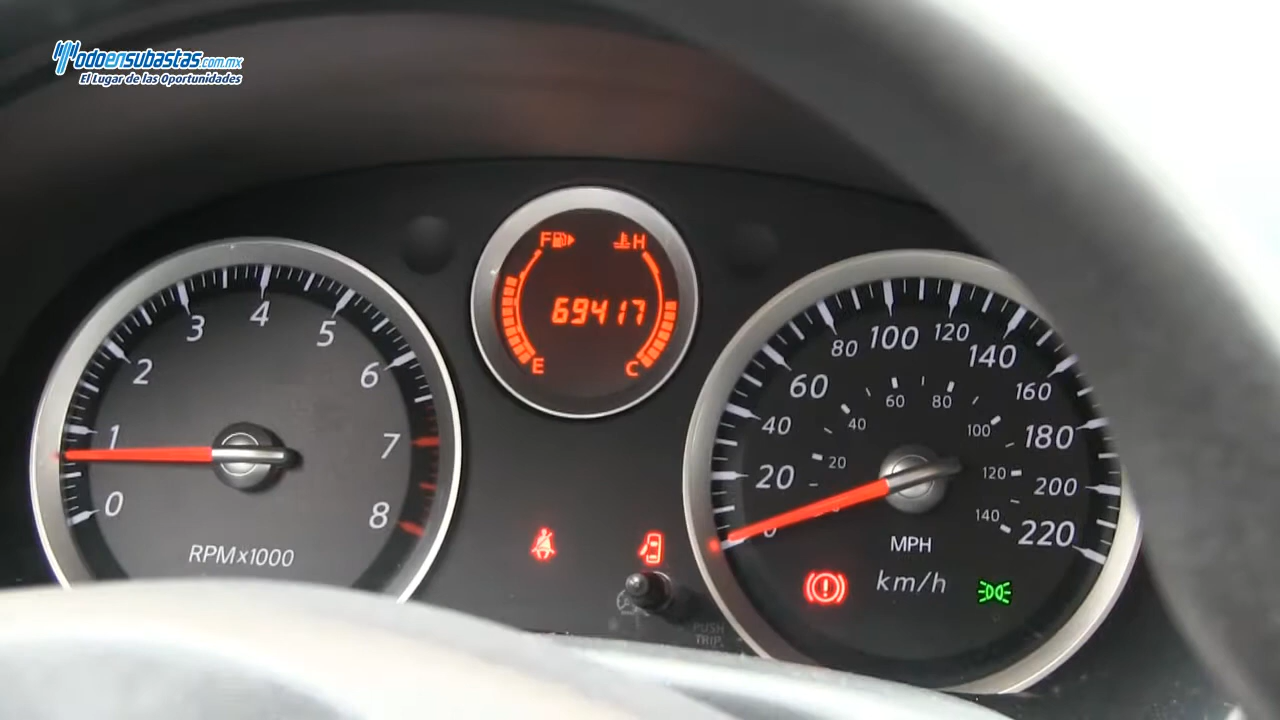 Todoensubastas.com.mx
El Lugar de las Oportunidades
F H
69417
E C
0 1 2 3 4 5 6 7 8
RPMx1000
0 20 40 60 80 100 120 140 160 180 200 220
20 40 60 80 100 120 140
MPH
km/h
PUSH
TRIP